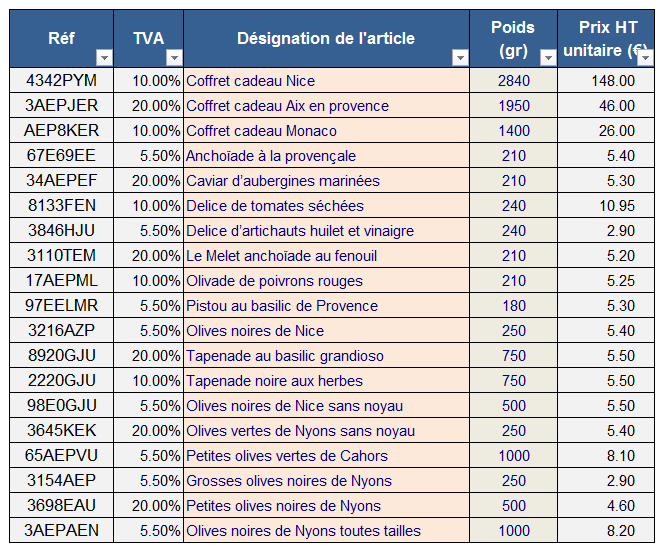 Réf TVA Désignation de l'article Poids (gr) Prix HT unitaire (€)
4342PYM 10.00% Coffret cadeau Nice 2840 148.00
3AEPJER 20.00% Coffret cadeau Aix en provence 1950 46.00
AEP8KER 10.00% Coffret cadeau Monaco 1400 26.00
67E69EE 5.50% Anchoïade à la provençale 210 5.40
34AEPEF 20.00% Caviar d'aubergines marinées 210 5.30
8133FEN 10.00% Delice de tomates séchées 240 10.95
3846HJU 5.50% Delice d'artichauts huilet et vinaigre 240 2.90
3110TEM 20.00% Le Melet anchoïade au fenouil 210 5.20
17AEPML 10.00% Olivade de poivrons rouges 210 5.25
97EELMR 5.50% Pistou au basilic de Provence 180 5.30
3216AZP 5.50% Olives noires de Nice 250 5.40
8920GJU 20.00% Tapenade au basilic grandioso 750 5.50
2220GJU 10.00% Tapenade noire aux herbes 750 5.50
98E0GJU 5.50% Olives noires de Nice sans noyau 500 5.50
3645KEK 20.00% Olives vertes de Nyons sans noyau 250 5.40
65AEPVU 5.50% Petites olives vertes de Cahors 1000 8.10
3154AEP 5.50% Grosses olives noires de Nyons 250 2.90
3698EAU 20.00% Petites olives noires de Nyons 500 4.60
3AEPAEN 5.50% Olives noires de Nyons toutes tailles 1000 8.20